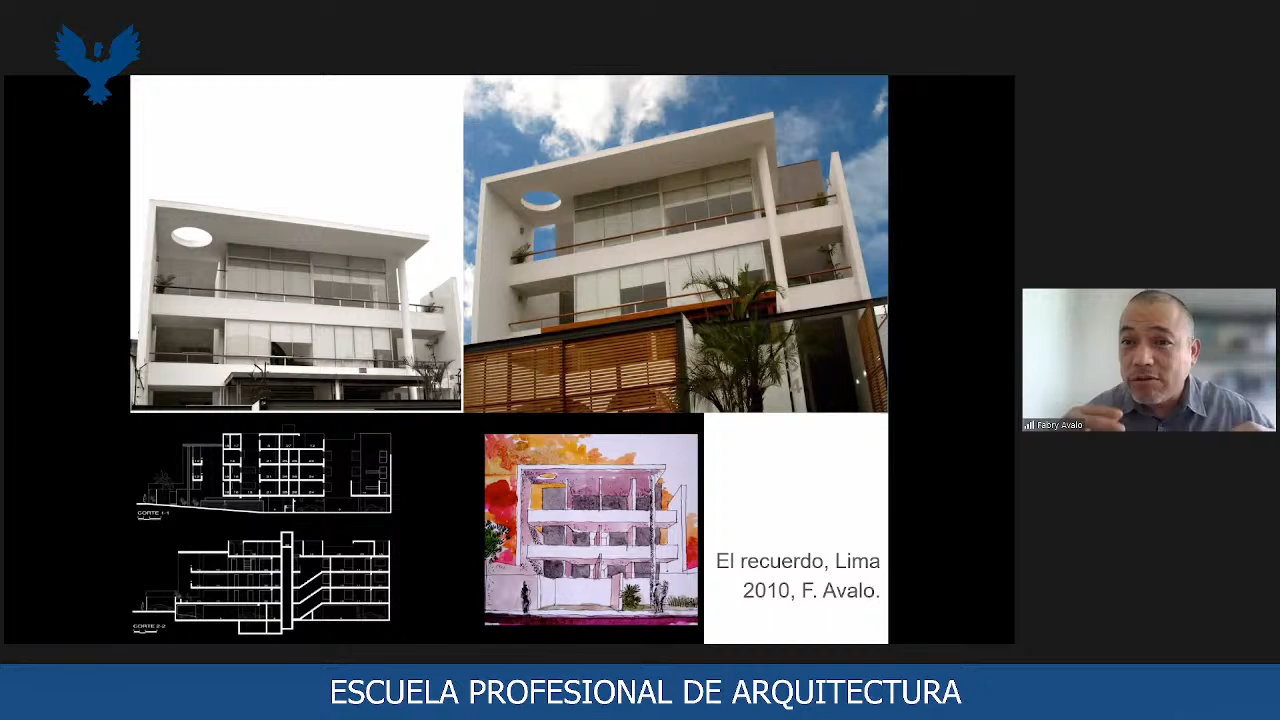 CORTE 1-1
CORTE 2-2
El recuerdo, Lima
2010, F. Avalo.
Fabry Avalo
ESCUELA PROFESIONAL DE ARQUITECTURA